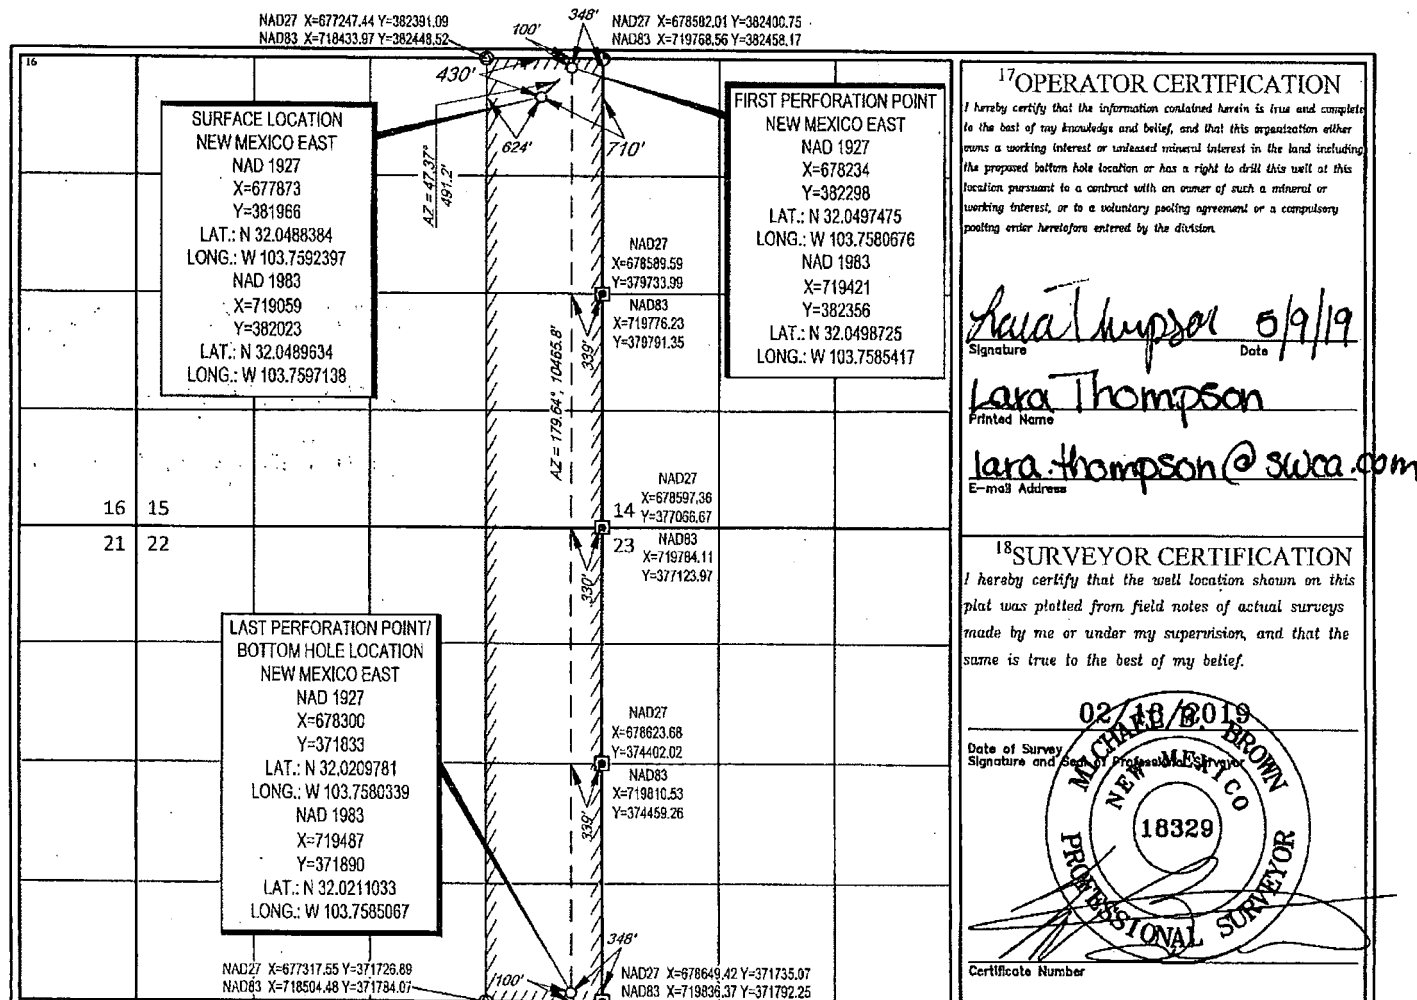 NAD27 X=677247.44 Y=382391.09
NAD83 X=718433.97 Y=382448.52
100'
348'
NAD27 X=678582.01 Y=382400.75
NAD83 X=719768.56 Y=382458.17
16
430'
624'
710'
AZ = 47.37°
491.2'
SURFACE LOCATION
NEW MEXICO EAST
NAD 1927
X=677873
Y=381966
LAT.: N 32.0488384
LONG.: W 103.7592397
NAD 1983
X=719059
Y=382023
LAT.: N 32.0489634
LONG.: W 103.7597138
FIRST PERFORATION POINT
NEW MEXICO EAST
NAD 1927
X=678234
Y=382298
LAT.: N 32.0497475
LONG.: W 103.7580676
NAD 1983
X=719421
Y=382356
LAT.: N 32.0498725
LONG.: W 103.7585417
NAD27
X=678589.59
Y=379733.99
NAD83
X=719776.23
Y=379791.35
339'
AZ = 179.64°, 10465.8'
16 15
21 22
14
23
NAD27
X=678597.36
Y=377066.67
NAD83
X=719784.11
Y=377123.97
330'
LAST PERFORATION POINT/
BOTTOM HOLE LOCATION
NEW MEXICO EAST
NAD 1927
X=678300
Y=371833
LAT.: N 32.0209781
LONG.: W 103.7580339
NAD 1983
X=719487
Y=371890
LAT.: N 32.0211033
LONG.: W 103.7585067
NAD27
X=678623.68
Y=374402.02
NAD83
X=719810.53
Y=374459.26
339'
348'
100'
NAD27 X=677317.55 Y=371726.89
NAD83 X=718504.48 Y=371784.07
NAD27 X=678649.42 Y=371735.07
NAD83 X=719836.37 Y=371792.25
17 OPERATOR CERTIFICATION
I hereby certify that the information contained herein is true and complete
to the best of my knowledge and belief, and that this organization either
owns a working interest or unleased mineral interest in the land including
the proposed bottom hole location or has a right to drill this well at this
location pursuant to a contract with an owner of such a mineral or
working interest, or to a voluntary pooling agreement or a compulsory
pooling order heretofore entered by the division.
Lara Thompson 5/9/19
Signature Date
Lara Thompson
Printed Name
lara.thompson@swca.com
E-mail Address
18 SURVEYOR CERTIFICATION
I hereby certify that the well location shown on this
plat was plotted from field notes of actual surveys
made by me or under my supervision, and that the
same is true to the best of my belief.
02/18/2019
Date of Survey
Signature and Seal of Professional Surveyor
MICHAEL B. BROWN
NEW MEXICO
18329
PROFESSIONAL SURVEYOR
Certificate Number